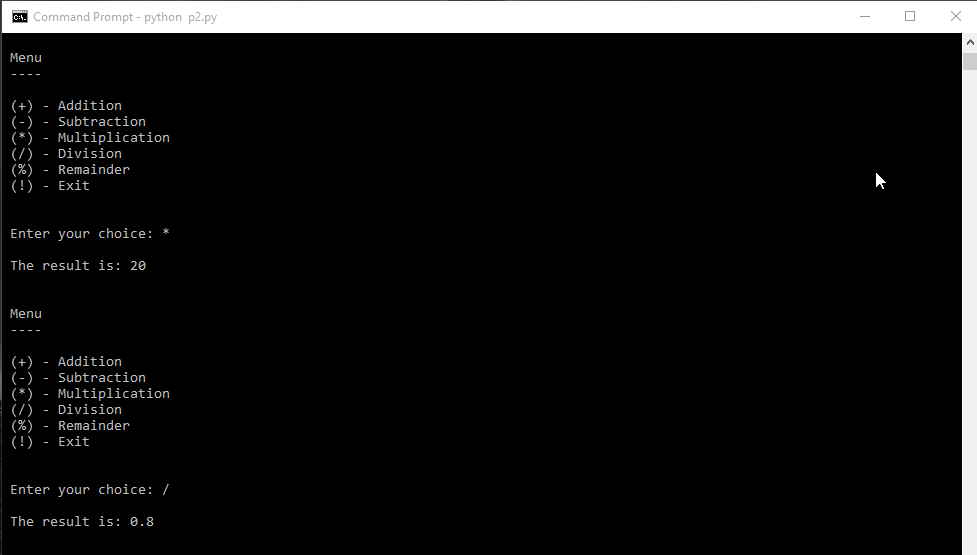 Command Prompt - python  p2.py
Menu
----
(+) - Addition
(-) - Subtraction
(*) - Multiplication
(/) - Division
(%) - Remainder
(!) - Exit
Enter your choice: *
The result is: 20
Menu
----
(+) - Addition
(-) - Subtraction
(*) - Multiplication
(/) - Division
(%) - Remainder
(!) - Exit
Enter your choice: /
The result is: 0.8